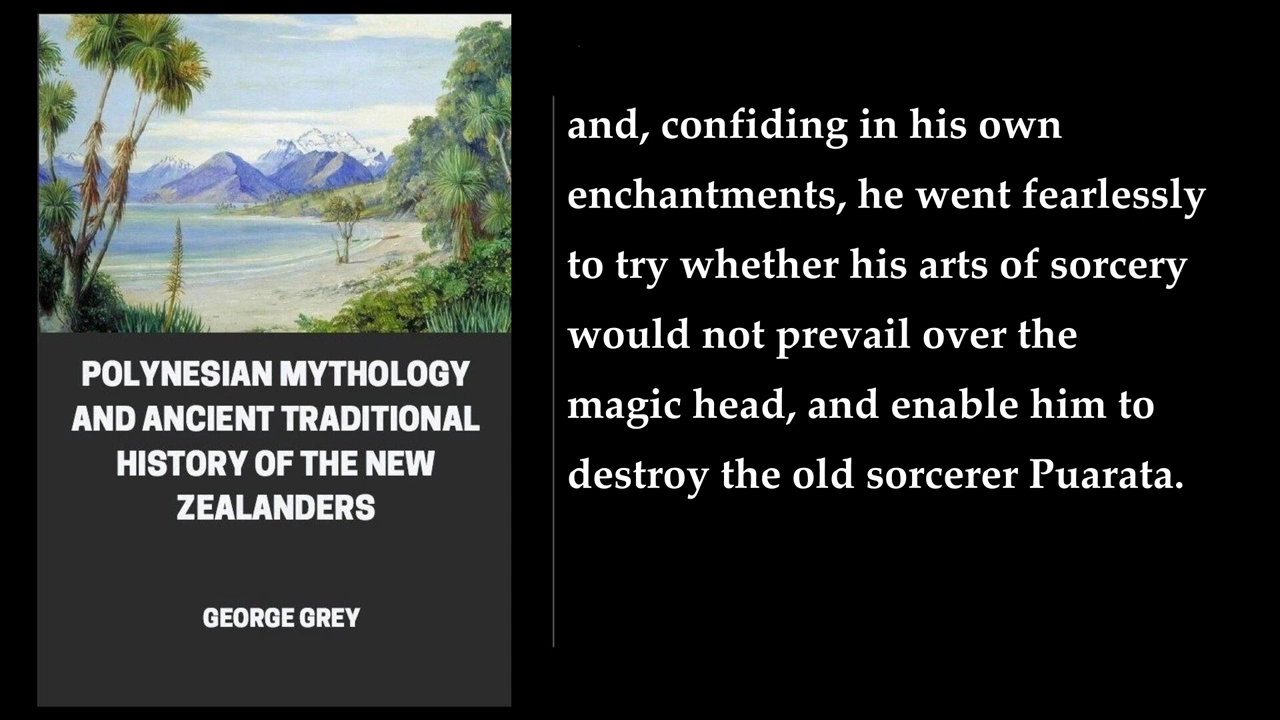 POLYNESIAN MYTHOLOGY
AND ANCIENT TRADITIONAL
HISTORY OF THE NEW
ZEALANDERS
GEORGE GREY
and, confiding in his own
enchantments, he went fearlessly
to try whether his arts of sorcery
would not prevail over the
magic head, and enable him to
destroy the old sorcerer Puarata.